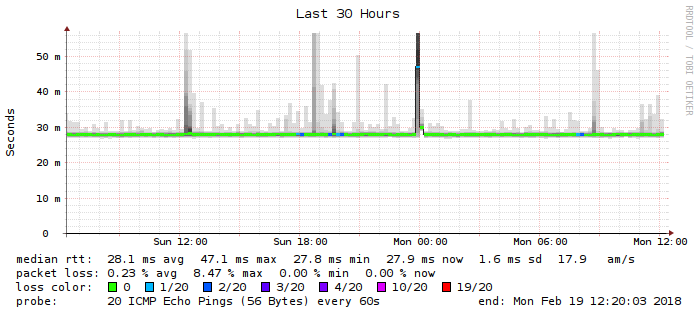 Last 30 Hours
RRDTOOL / TOBI OETIKER
Seconds
50 m
40 m
30 m
20 m
10 m
0
Sun 12:00 Sun 18:00 Mon 00:00 Mon 06:00 Mon 12:00
median rtt: 28.1 ms avg 47.1 ms max 27.8 ms min 27.9 ms now 1.6 ms sd 17.9 am/s
packet loss: 0.23 % avg 8.47 % max 0.00 % min 0.00 % now
loss color: 0 1/20 2/20 3/20 4/20 10/20 19/20
probe: 20 ICMP Echo Pings (56 Bytes) every 60s end: Mon Feb 19 12:20:03 2018